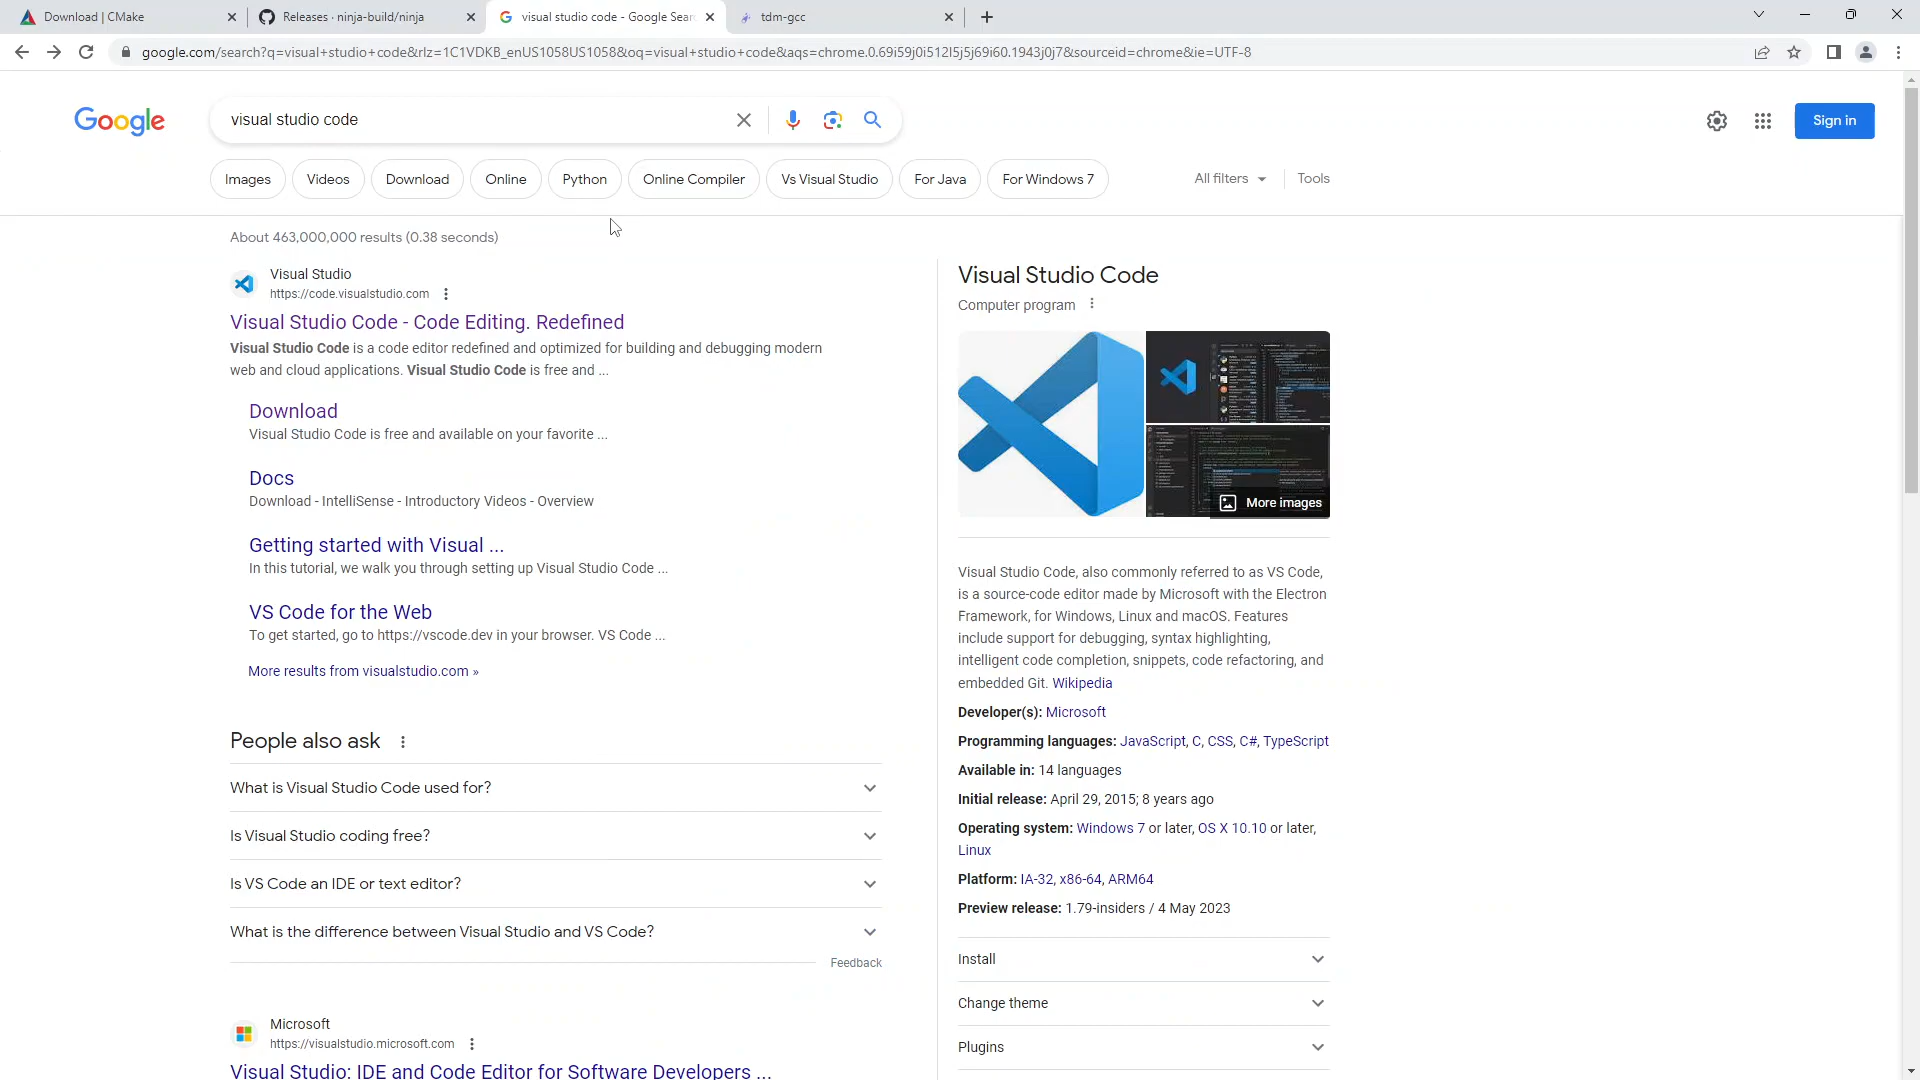 Download | CMake
Releases · ninja-build/ninja
visual studio code - Google Sear
tdm-gcc
google.com/search?q=visual+studio+code&rlz=1C1VDKB_enUS1058US1058&oq=visual+studio+code&aqs=chrome.0.69i59j0i512l5j5j69i60.1943j0j7&sourceid=chrome&ie=UTF-8
Google
visual studio code
Sign in
Images
Videos
Download
Online
Python
Online Compiler
Vs Visual Studio
For Java
For Windows 7
All filters
Tools
About 463,000,000 results (0.38 seconds)
Visual Studio
https://code.visualstudio.com
Visual Studio Code - Code Editing. Redefined
Visual Studio Code is a code editor redefined and optimized for building and debugging modern
web and cloud applications. Visual Studio Code is free and ...
Download
Visual Studio Code is free and available on your favorite ...
Docs
Download - IntelliSense - Introductory Videos - Overview
Getting started with Visual ...
In this tutorial, we walk you through setting up Visual Studio Code ...
VS Code for the Web
To get started, go to https://vscode.dev in your browser. VS Code ...
More results from visualstudio.com »
People also ask
What is Visual Studio Code used for?
Is Visual Studio coding free?
Is VS Code an IDE or text editor?
What is the difference between Visual Studio and VS Code?
Feedback
Microsoft
https://visualstudio.microsoft.com
Visual Studio: IDE and Code Editor for Software Developers ...
Visual Studio Code
Computer program
More images
Visual Studio Code, also commonly referred to as VS Code,
is a source-code editor made by Microsoft with the Electron
Framework, for Windows, Linux and macOS. Features
include support for debugging, syntax highlighting,
intelligent code completion, snippets, code refactoring, and
embedded Git. Wikipedia
Developer(s): Microsoft
Programming languages: JavaScript, C, CSS, C#, TypeScript
Available in: 14 languages
Initial release: April 29, 2015; 8 years ago
Operating system: Windows 7 or later, OS X 10.10 or later,
Linux
Platform: IA-32, x86-64, ARM64
Preview release: 1.79-insiders / 4 May 2023
Install
Change theme
Plugins